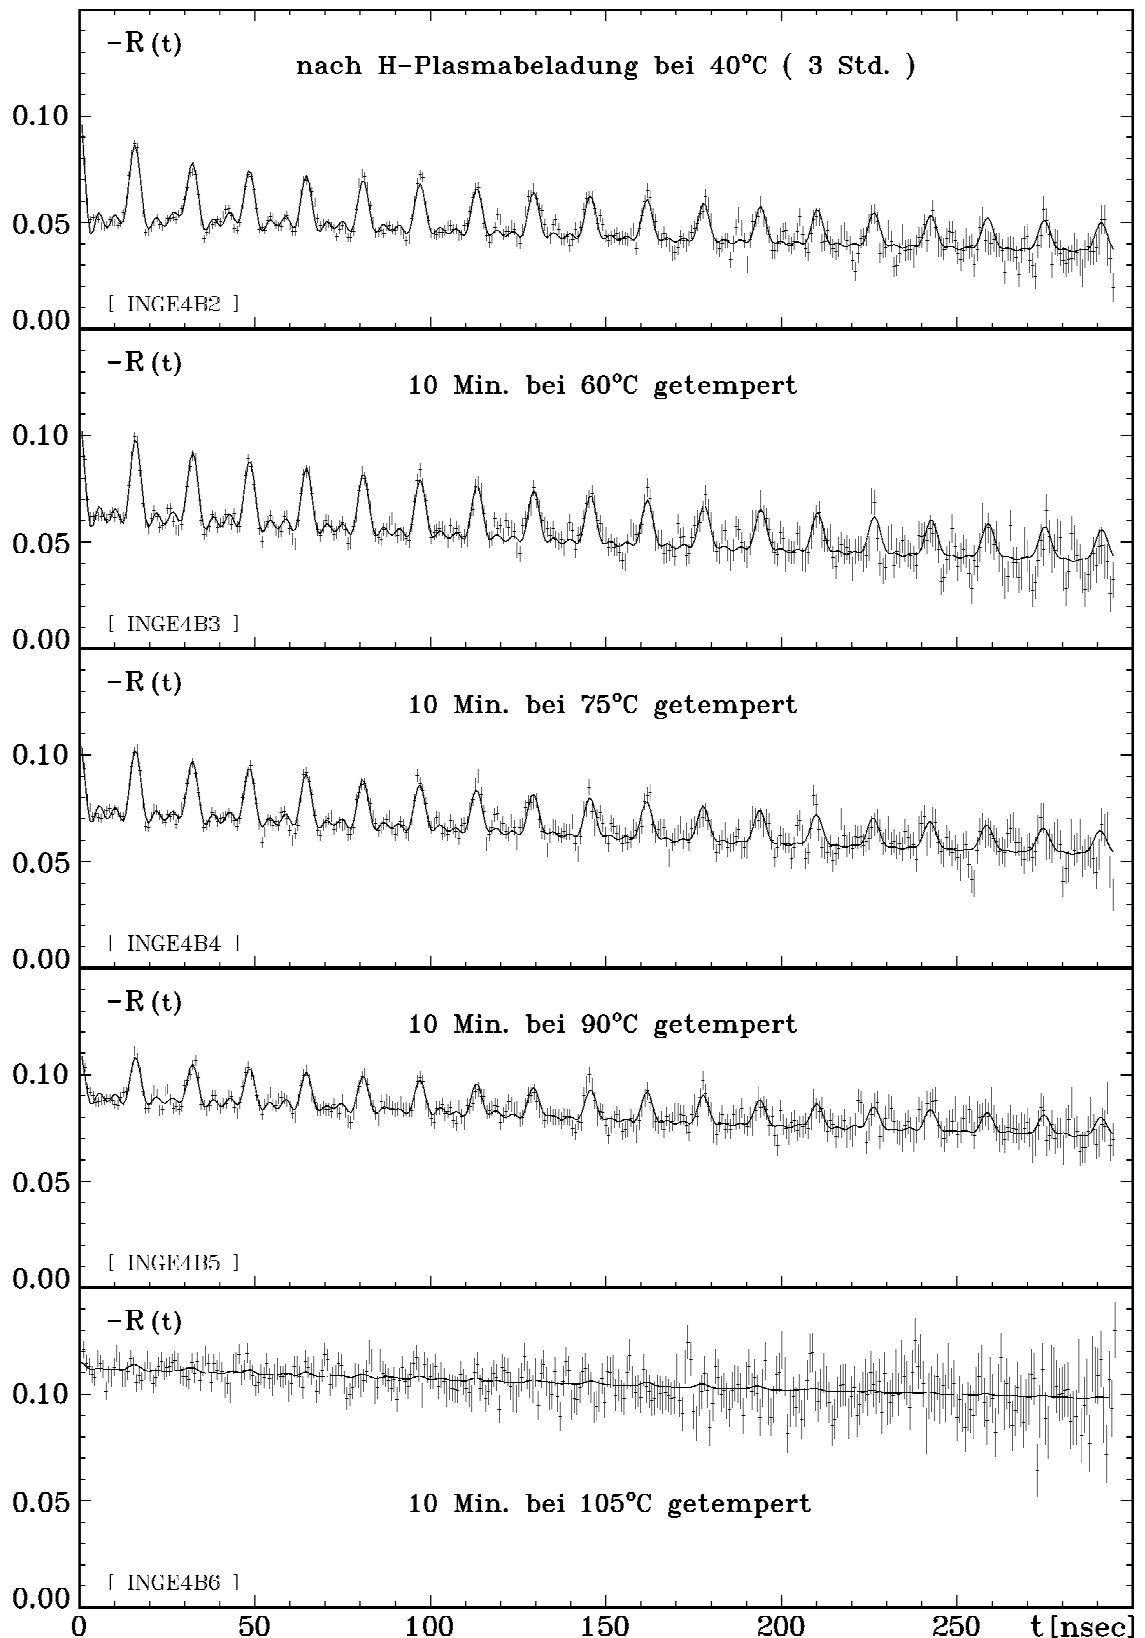 −R(t)
nach H−Plasmabeladung bei 40°C ( 3 Std. )
0.10
0.05
[ INGE4B2 ]
0.00
−R(t)
10 Min. bei 60°C getempert
0.10
0.05
[ INGE4B3 ]
0.00
−R(t)
10 Min. bei 75°C getempert
0.10
0.05
| INGE4B4 |
0.00
−R(t)
10 Min. bei 90°C getempert
0.10
0.05
[ INGE4B5 ]
0.00
−R(t)
0.10
0.05
10 Min. bei 105°C getempert
[ INGE4B6 ]
0.00
0 50 100 150 200 250 t[nsec]